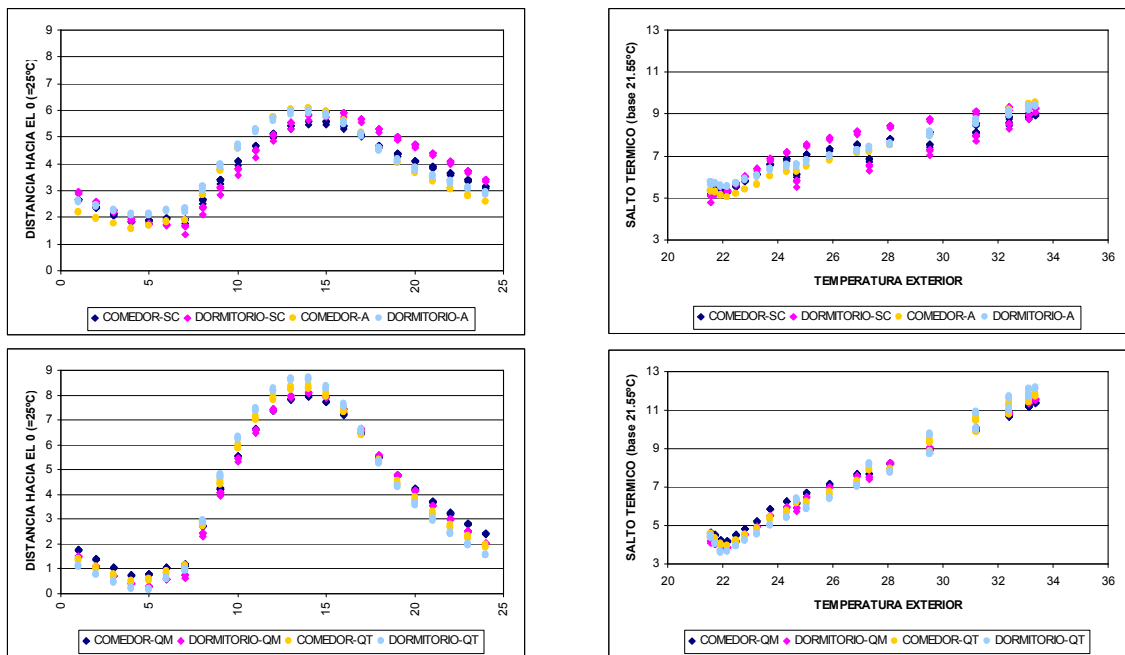 DISTANCIA HACIA EL 0 (=25ºC)
9
8
7
6
5
4
3
2
1
0
0 5 10 15 20 25
COMEDOR-SC DORMITORIO-SC COMEDOR-A DORMITORIO-A
SALTO TERMICO (base 21.55ºC)
13
11
9
7
5
3
20 22 24 26 28 30 32 34 36
TEMPERATURA EXTERIOR
COMEDOR-SC DORMITORIO-SC COMEDOR-A DORMITORIO-A
DISTANCIA HACIA EL 0 (=25ºC)
9
8
7
6
5
4
3
2
1
0
0 5 10 15 20 25
COMEDOR-QM DORMITORIO-QM COMEDOR-QT DORMITORIO-QT
SALTO TERMICO (base 21.55ºC)
13
11
9
7
5
3
20 22 24 26 28 30 32 34 36
TEMPERATURA EXTERIOR
COMEDOR-QM DORMITORIO-QM COMEDOR-QT DORMITORIO-QT